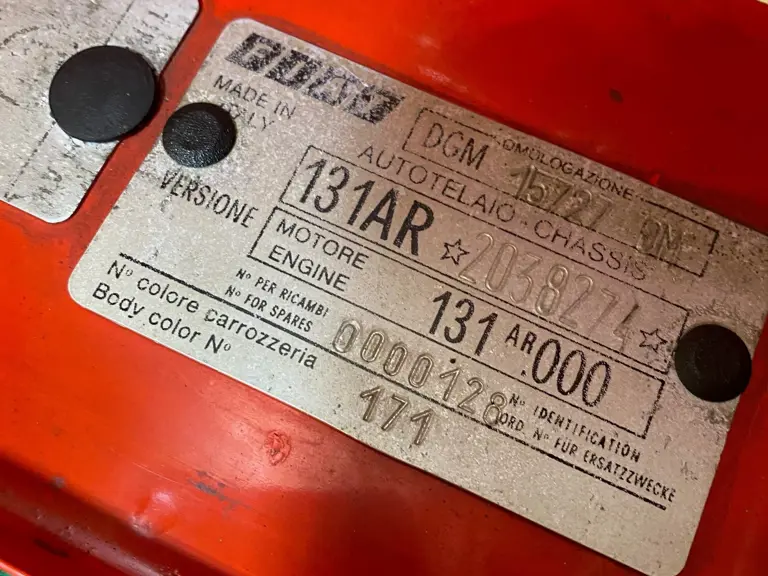 FIAT
MADE IN
ITALY
OMOLOGAZIONE
DGM 15727 OM
AUTOTELAIO - CHASSIS
131AR ☆2038274☆
VERSIONE
MOTORE
ENGINE
131 AR.000
Nº PER RICAMBI
Nº FOR SPARES
0000128
Nº IDENTIFICATION
ORD. Nº FÜR ERSATZZWECKE
Nº colore carrozzeria
Body color Nº
171